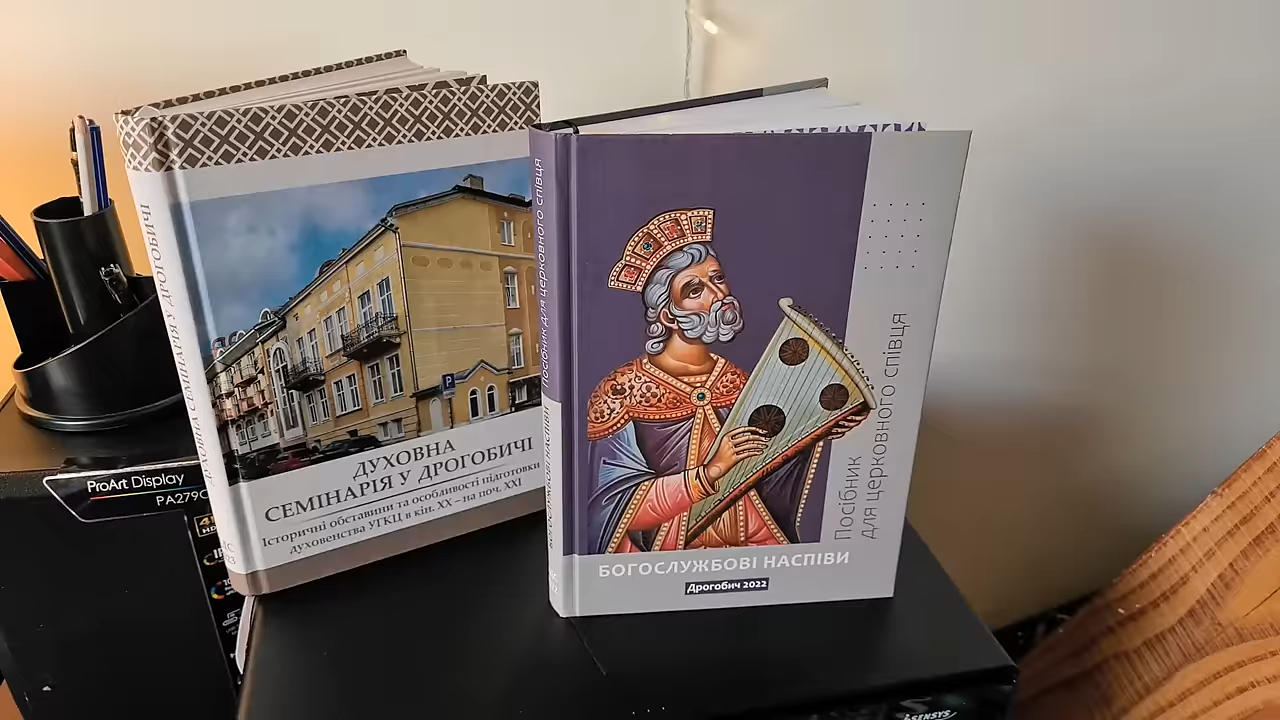 ДУХОВНА СЕМІНАРІЯ У ДРОГОБИЧІ
ДУХОВНА
СЕМІНАРІЯ У ДРОГОБИЧІ
Історичні обставини та особливості підготовки
духовенства УГКЦ в кін. ХХ – на поч. ХХІ
P
Посібник для церковного співця
БОГОСЛУЖБОВІ НАСПІВИ
Посібник
для церковного співця
БОГОСЛУЖБОВІ НАСПІВИ
Дрогобич 2022
ProArt Display
PA279C